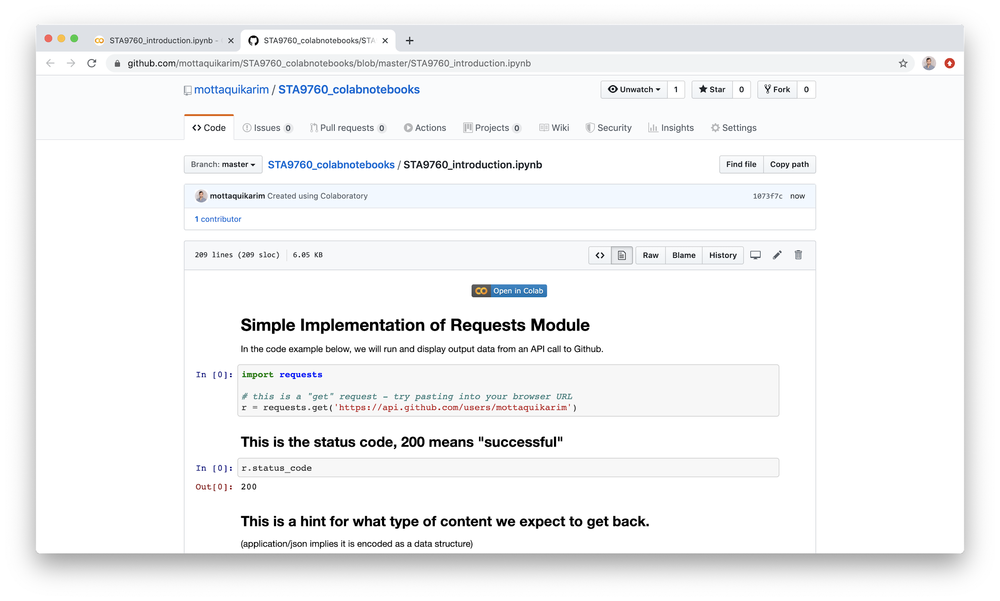 STA9760_introduction.ipynb -
STA9760_colabnotebooks/STA
github.com/mottaquikarim/STA9760_colabnotebooks/blob/master/STA9760_introduction.ipynb
mottaquikarim / STA9760_colabnotebooks
Unwatch 1 Star 0 Fork 0
Code Issues 0 Pull requests 0 Actions Projects 0 Wiki Security Insights Settings
Branch: master STA9760_colabnotebooks / STA9760_introduction.ipynb Find file Copy path
mottaquikarim Created using Colaboratory 1073f7c now
1 contributor
209 lines (209 sloc) 6.05 KB Raw Blame History
Open in Colab
Simple Implementation of Requests Module
In the code example below, we will run and display output data from an API call to Github.
In [0]: import requests
# this is a "get" request - try pasting into your browser URL
r = requests.get('https://api.github.com/users/mottaquikarim')
This is the status code, 200 means "successful"
In [0]: r.status_code
Out[0]: 200
This is a hint for what type of content we expect to get back.
(application/json implies it is encoded as a data structure)